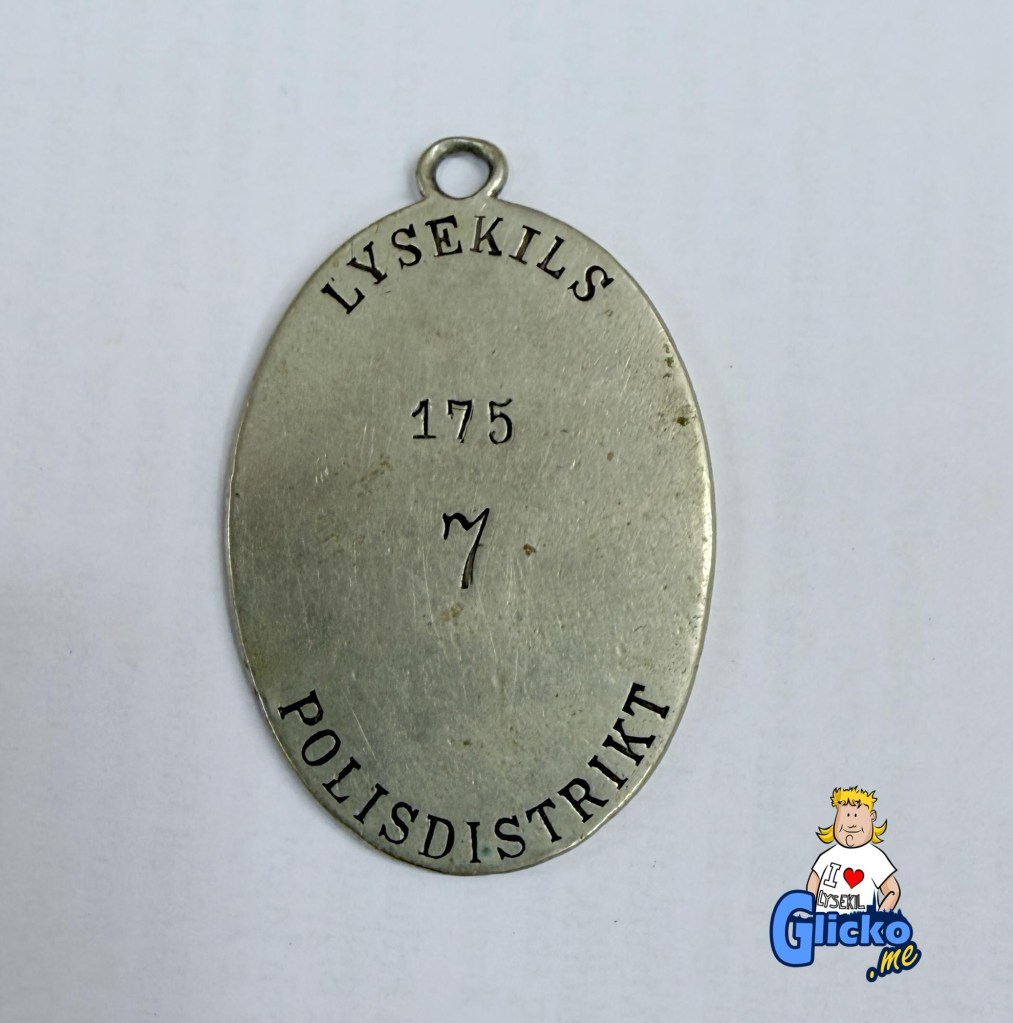 LYSEKILS
175
7
POLISDISTRIKT
I ♥
LYSEKIL
Glicko
.me